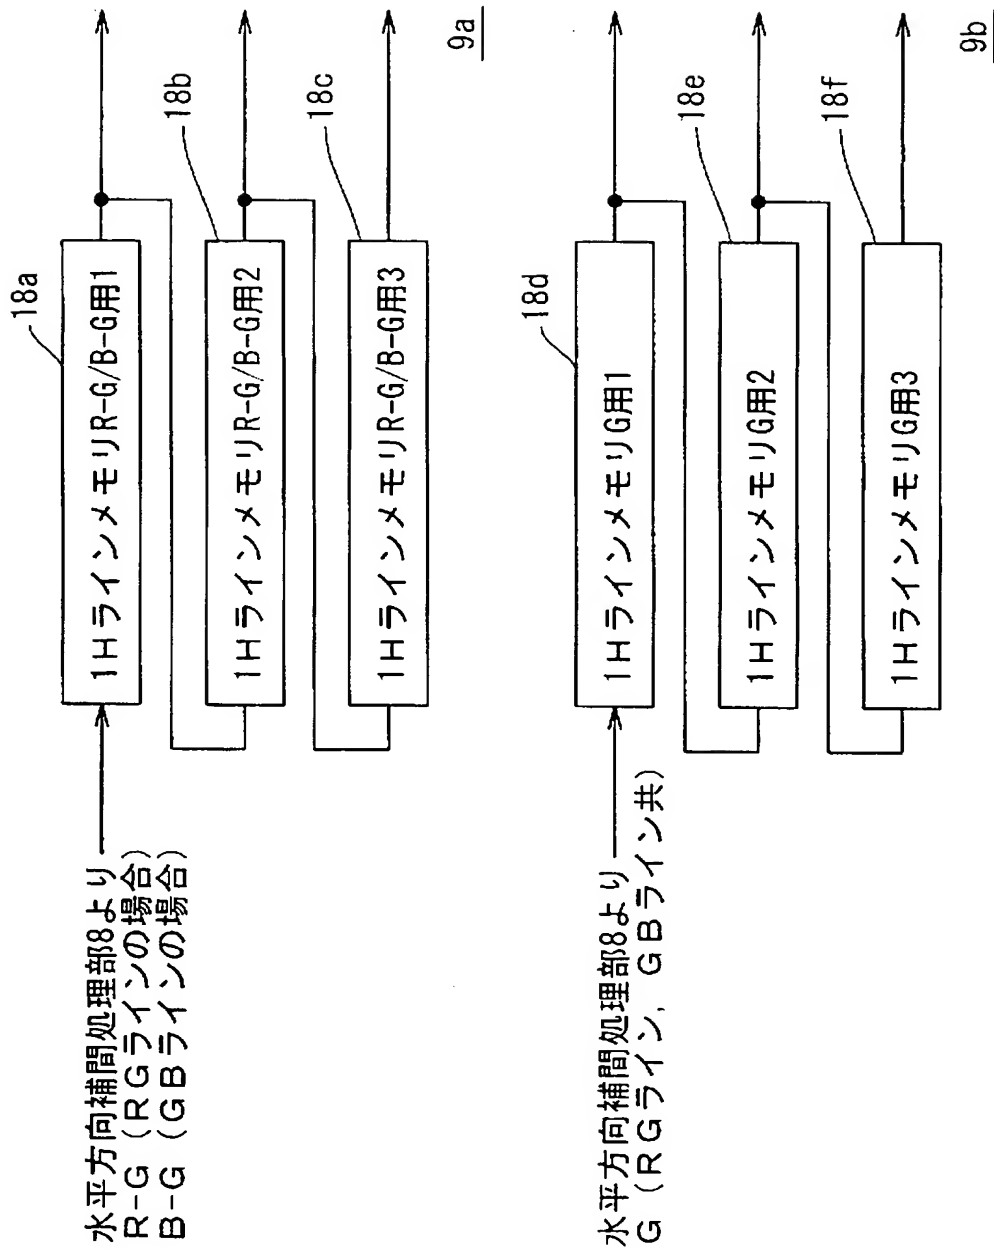 水平方向補間処理部8より
R-G (RGラインの場合)
B-G (GBラインの場合)
1HラインメモリR-G/B-G用1
18a
1HラインメモリR-G/B-G用2
18b
1HラインメモリR-G/B-G用3
18c
9a
水平方向補間処理部8より
G (RGライン, GBライン共)
1HラインメモリG用1
18d
1HラインメモリG用2
18e
1HラインメモリG用3
18f
9b